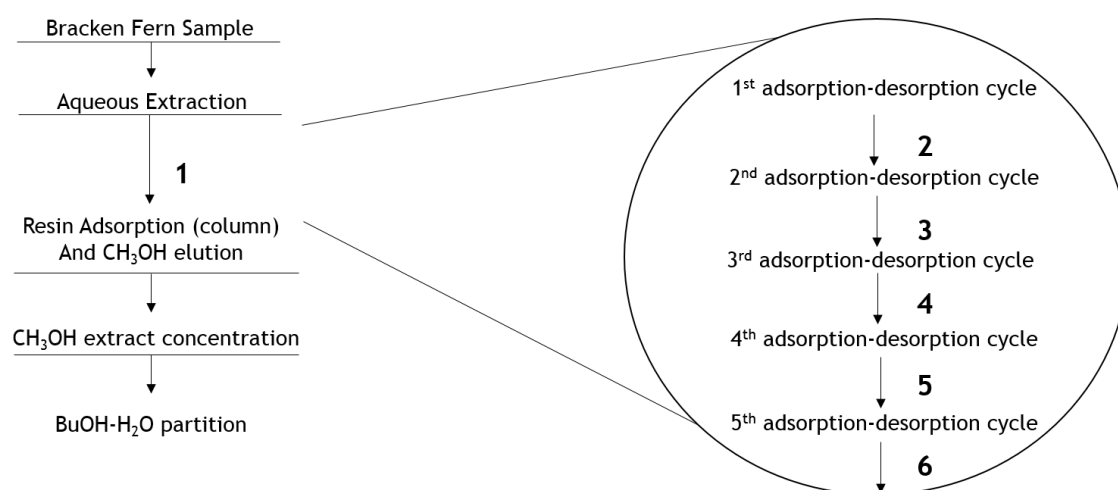 Bracken Fern Sample
Aqueous Extraction
1
Resin Adsorption (column)
And CH₃OH elution
CH₃OH extract concentration
BuOH-H₂O partition
1ˢᵗ adsorption-desorption cycle
2
2ⁿᵈ adsorption-desorption cycle
3
3ʳᵈ adsorption-desorption cycle
4
4ᵗʰ adsorption-desorption cycle
5
5ᵗʰ adsorption-desorption cycle
6